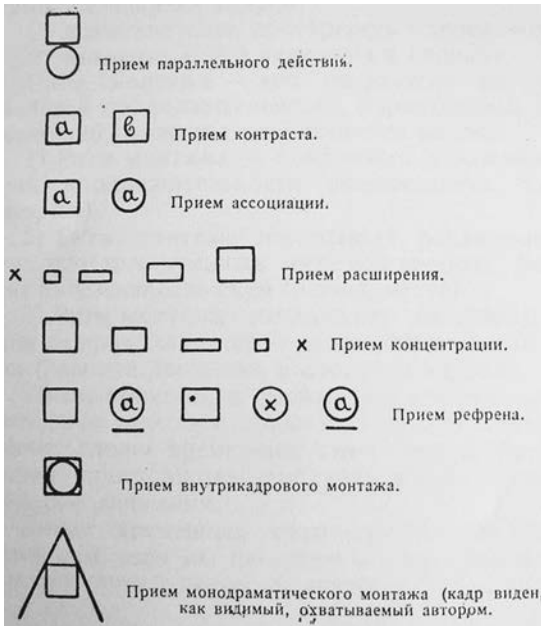 Прием параллельного действия.
а в Прием контраста.
а а Прием ассоциации.
х Прием расширения.
х Прием концентрации.
а х а Прием рефрена.
Прием внутрикадрового монтажа.
Прием монодраматического монтажа (кадр виден,
как видимый, охватываемый автором.